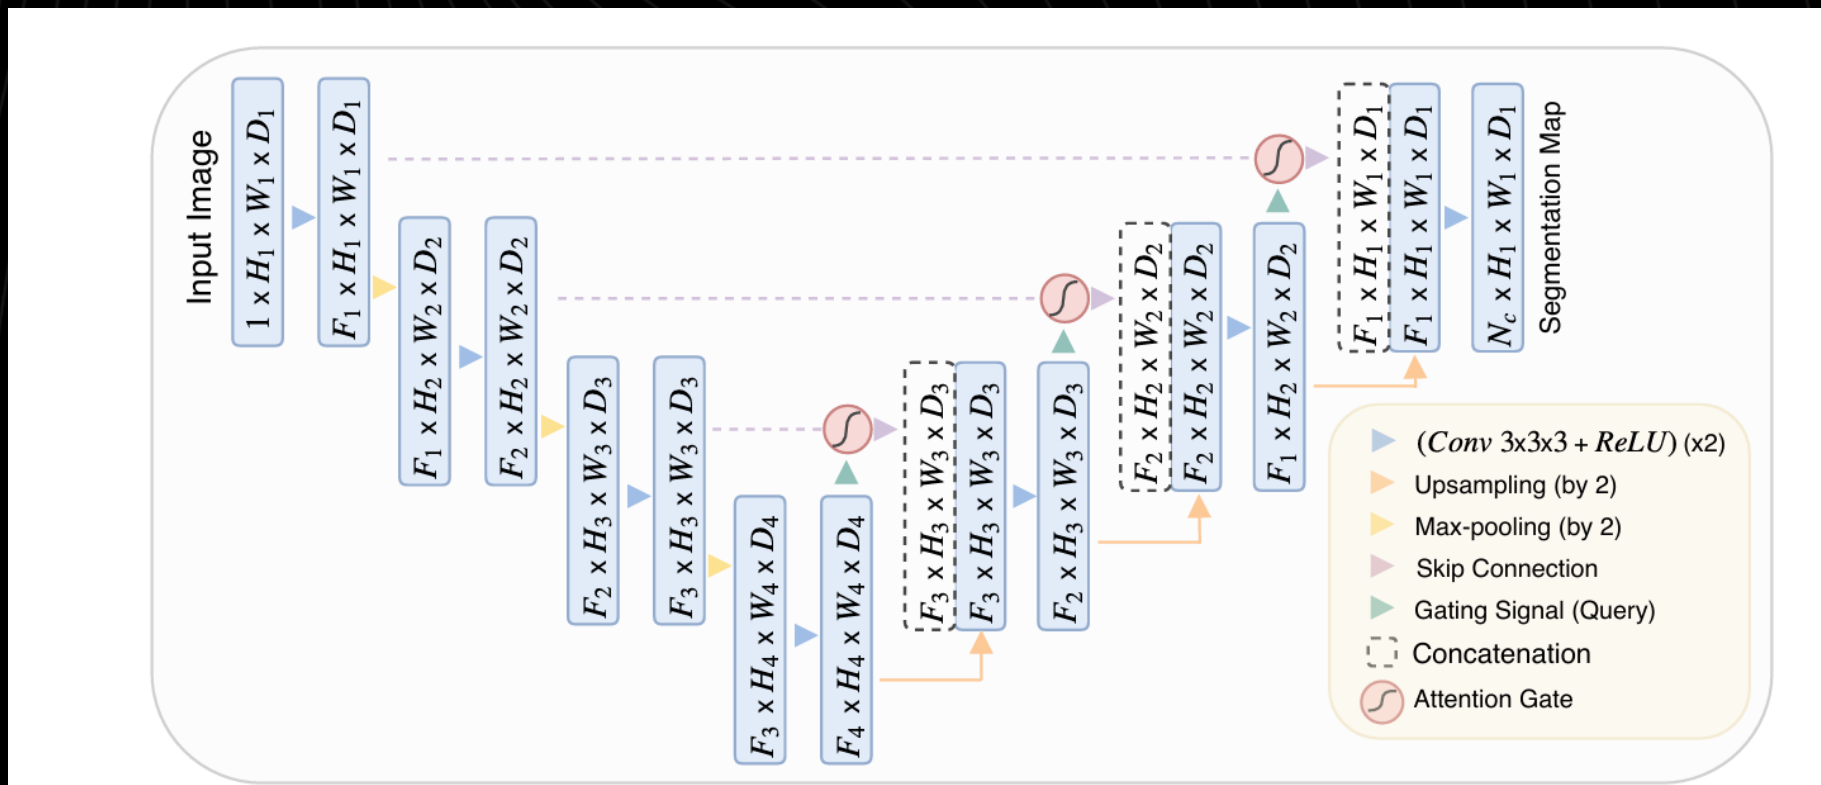 Input Image
1 x H₁ x W₁ x D₁
F₁ x H₁ x W₁ x D₁
F₁ x H₂ x W₂ x D₂
F₂ x H₂ x W₂ x D₂
F₂ x H₃ x W₃ x D₃
F₃ x H₃ x W₃ x D₃
F₃ x H₄ x W₄ x D₄
F₄ x H₄ x W₄ x D₄
F₃ x H₃ x W₃ x D₃
F₃ x H₃ x W₃ x D₃
F₂ x H₃ x W₃ x D₃
F₂ x H₂ x W₂ x D₂
F₂ x H₂ x W₂ x D₂
F₁ x H₂ x W₂ x D₂
F₁ x H₁ x W₁ x D₁
F₁ x H₁ x W₁ x D₁
N_c x H₁ x W₁ x D₁
Segmentation Map
(Conv 3x3x3 + ReLU) (x2)
Upsampling (by 2)
Max-pooling (by 2)
Skip Connection
Gating Signal (Query)
Concatenation
Attention Gate